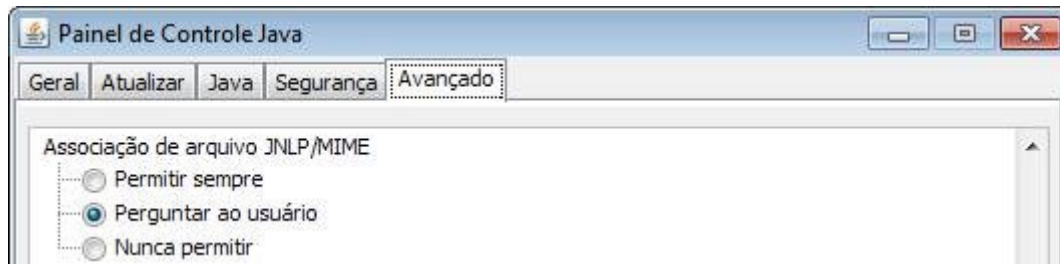 Painel de Controle Java
Geral Atualizar Java Segurança Avançado
Associação de arquivo JNLP/MIME
Permitir sempre
Perguntar ao usuário
Nunca permitir